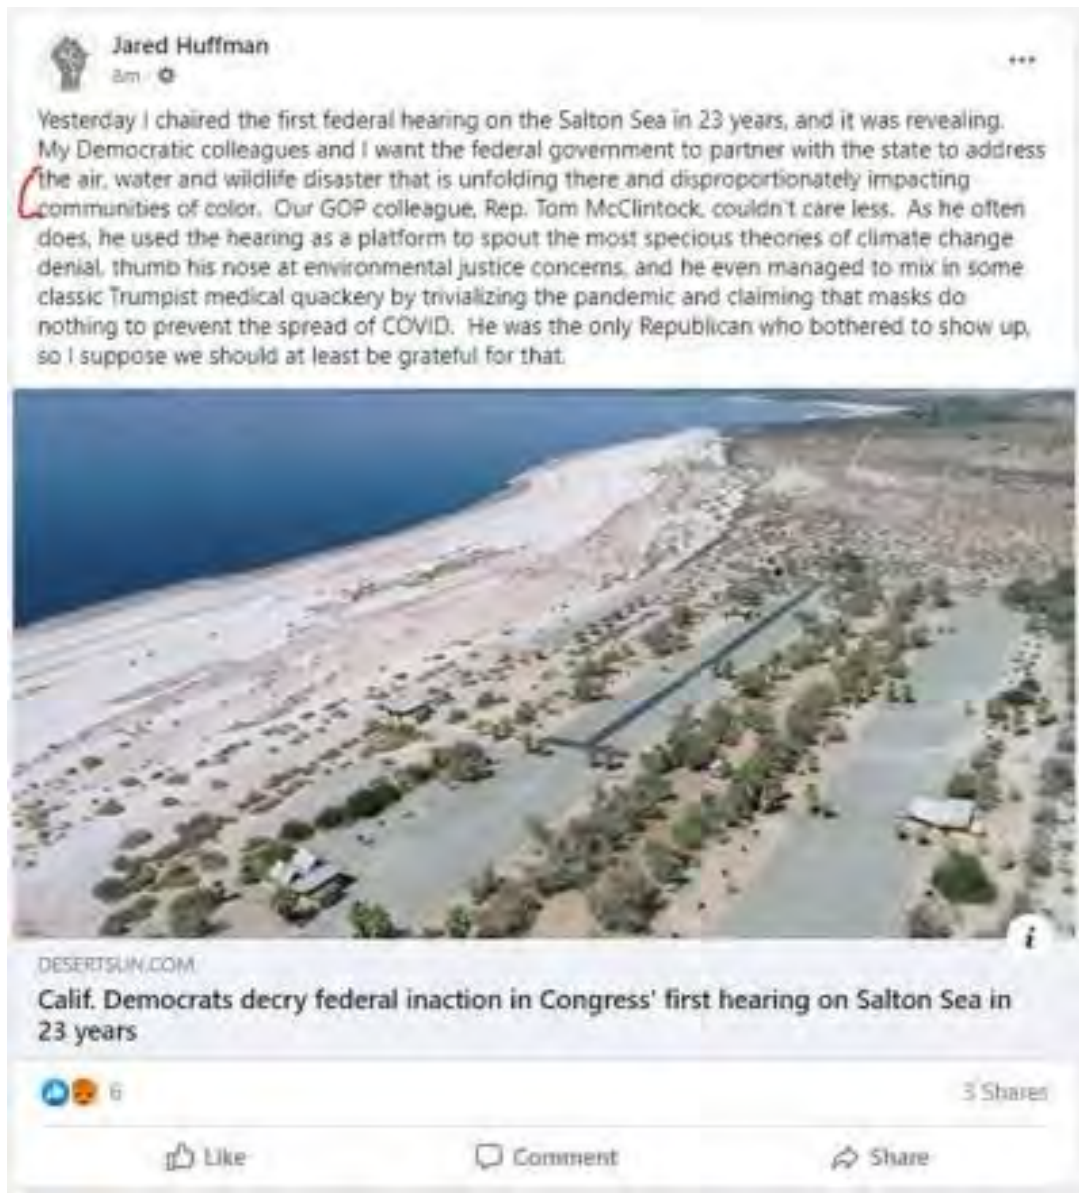 Jared Huffman
8m
Yesterday I chaired the first federal hearing on the Salton Sea in 23 years, and it was revealing.
My Democratic colleagues and I want the federal government to partner with the state to address
the air, water and wildlife disaster that is unfolding there and disproportionately impacting
communities of color. Our GOP colleague, Rep. Tom McClintock, couldn't care less. As he often
does, he used the hearing as a platform to spout the most specious theories of climate change
denial, thumb his nose at environmental justice concerns, and he even managed to mix in some
classic Trumpist medical quackery by trivializing the pandemic and claiming that masks do
nothing to prevent the spread of COVID. He was the only Republican who bothered to show up,
so I suppose we should at least be grateful for that.
i
DESERTSUN.COM
Calif. Democrats decry federal inaction in Congress' first hearing on Salton Sea in
23 years
6 3 Shares
Like Comment Share